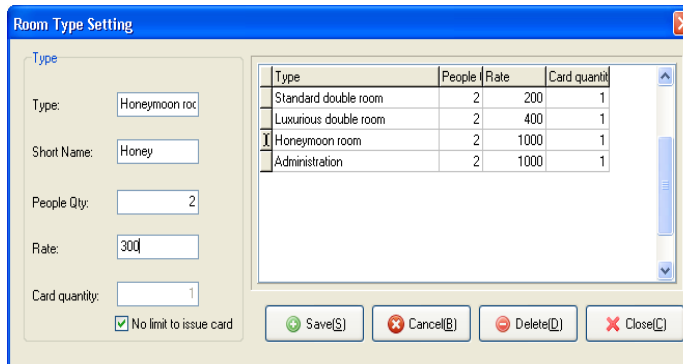 Room Type Setting
Type
Type: Honeymoon roo
Short Name: Honey
People Qty: 2
Rate: 300
Card quantity: 1
No limit to issue card
Type People Rate Card quantit
Standard double room 2 200 1
Luxurious double room 2 400 1
Honeymoon room 2 1000 1
Administration 2 1000 1
Save(S) Cancel(B) Delete(D) Close(C)